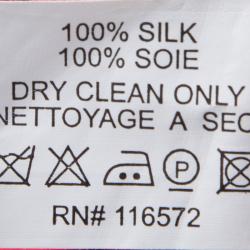 100% SILK
100% SOIE
DRY CLEAN ONLY
NETTOYAGE A SEC
P
RN# 116572